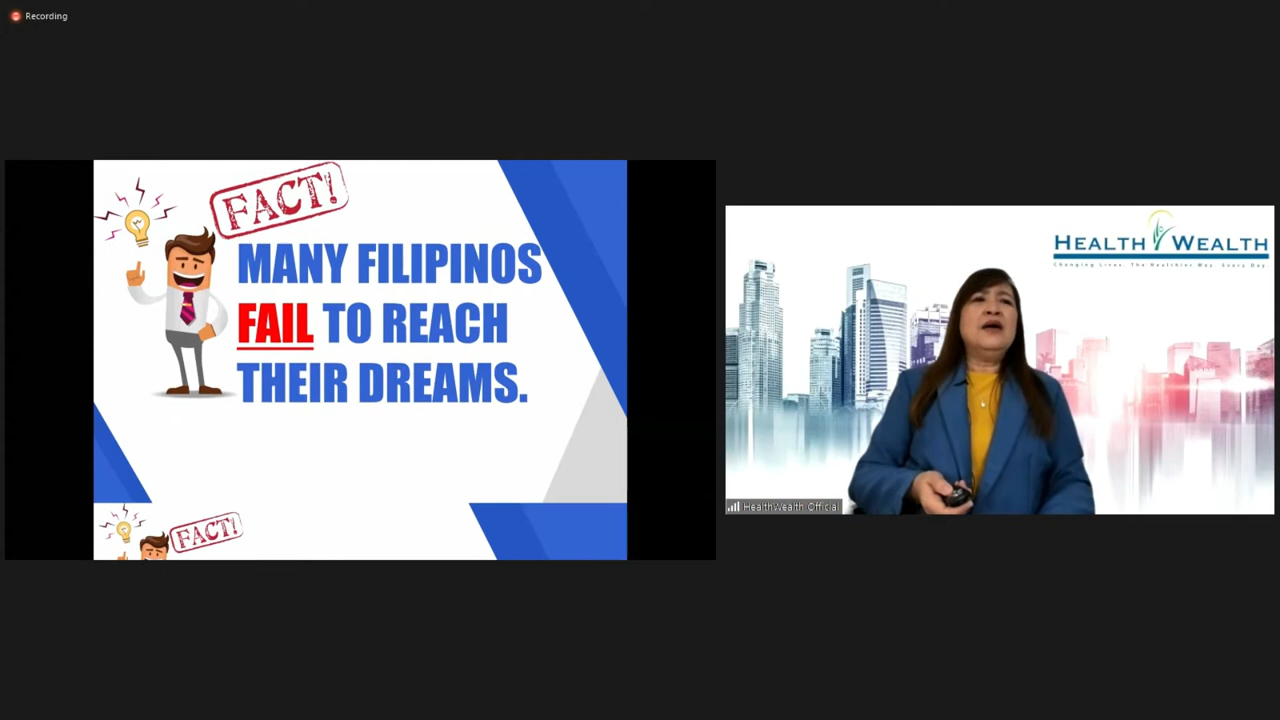 Recording
FACT!
MANY FILIPINOS
FAIL TO REACH
THEIR DREAMS.
FACT!
HEALTH WEALTH
Changing Lives. The Healthier Way. Every Day.
HealthWealth Official